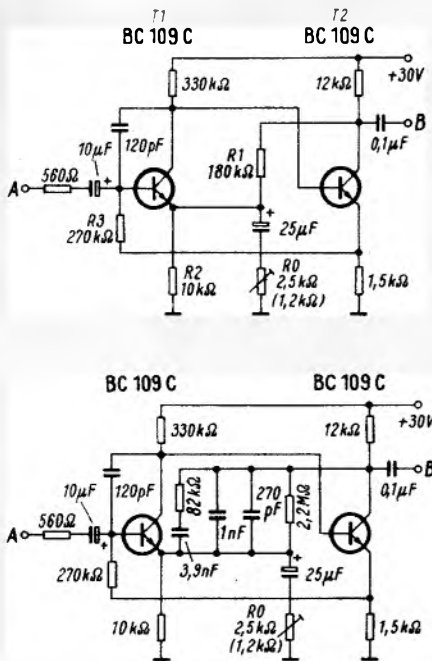 T1 T2
BC 109 C BC 109 C
+30V
330kΩ 12kΩ
10µF 120pF R1 180kΩ 0,1µF B
A 560Ω + +
R3 270kΩ 25µF
R2 10kΩ R0 2,5kΩ (1,2kΩ) 1,5kΩ
BC 109 C BC 109 C
+30V
330kΩ 12kΩ
10µF 120pF 82kΩ 1nF 270 pF 2,2MΩ 0,1µF B
A 560Ω + +
3,9nF 25µF
270kΩ
10kΩ R0 2,5kΩ (1,2kΩ) 1,5kΩ